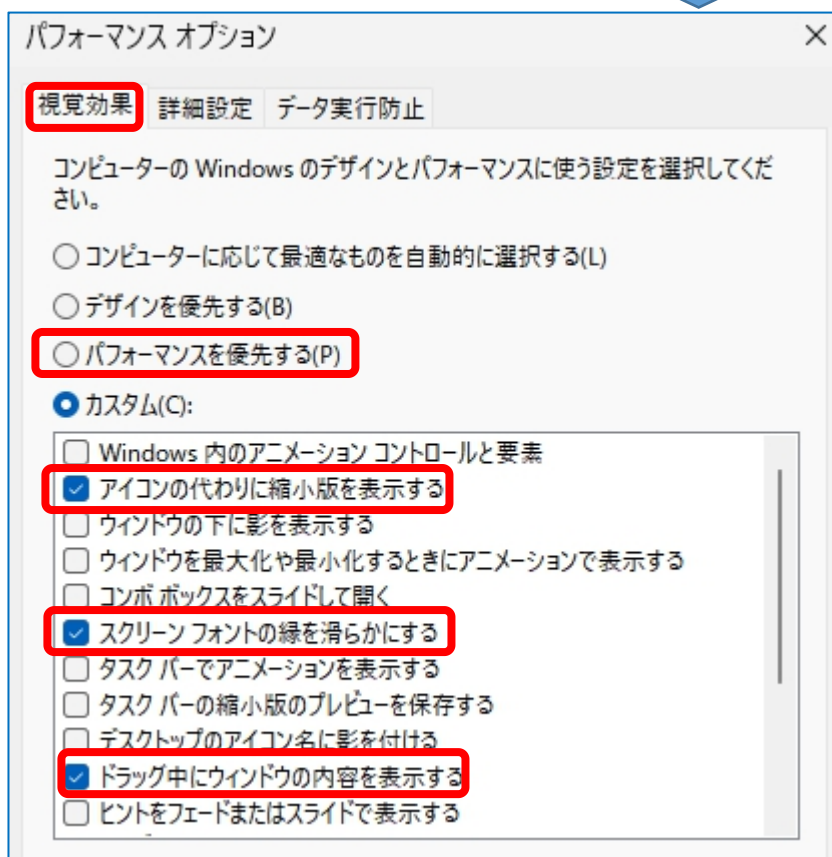 パフォーマンス オプション
視覚効果 詳細設定 データ実行防止
コンピューターの Windows のデザインとパフォーマンスに使う設定を選択してくだ
さい。
コンピューターに応じて最適なものを自動的に選択する(L)
デザインを優先する(B)
パフォーマンスを優先する(P)
カスタム(C):
Windows 内のアニメーション コントロールと要素
アイコンの代わりに縮小版を表示する
ウィンドウの下に影を表示する
ウィンドウを最大化や最小化するときにアニメーションで表示する
コンボ ボックスをスライドして開く
スクリーン フォントの縁を滑らかにする
タスク バーでアニメーションを表示する
タスク バーの縮小版のプレビューを保存する
デスクトップのアイコン名に影を付ける
ドラッグ中にウィンドウの内容を表示する
ヒントをフェードまたはスライドで表示する